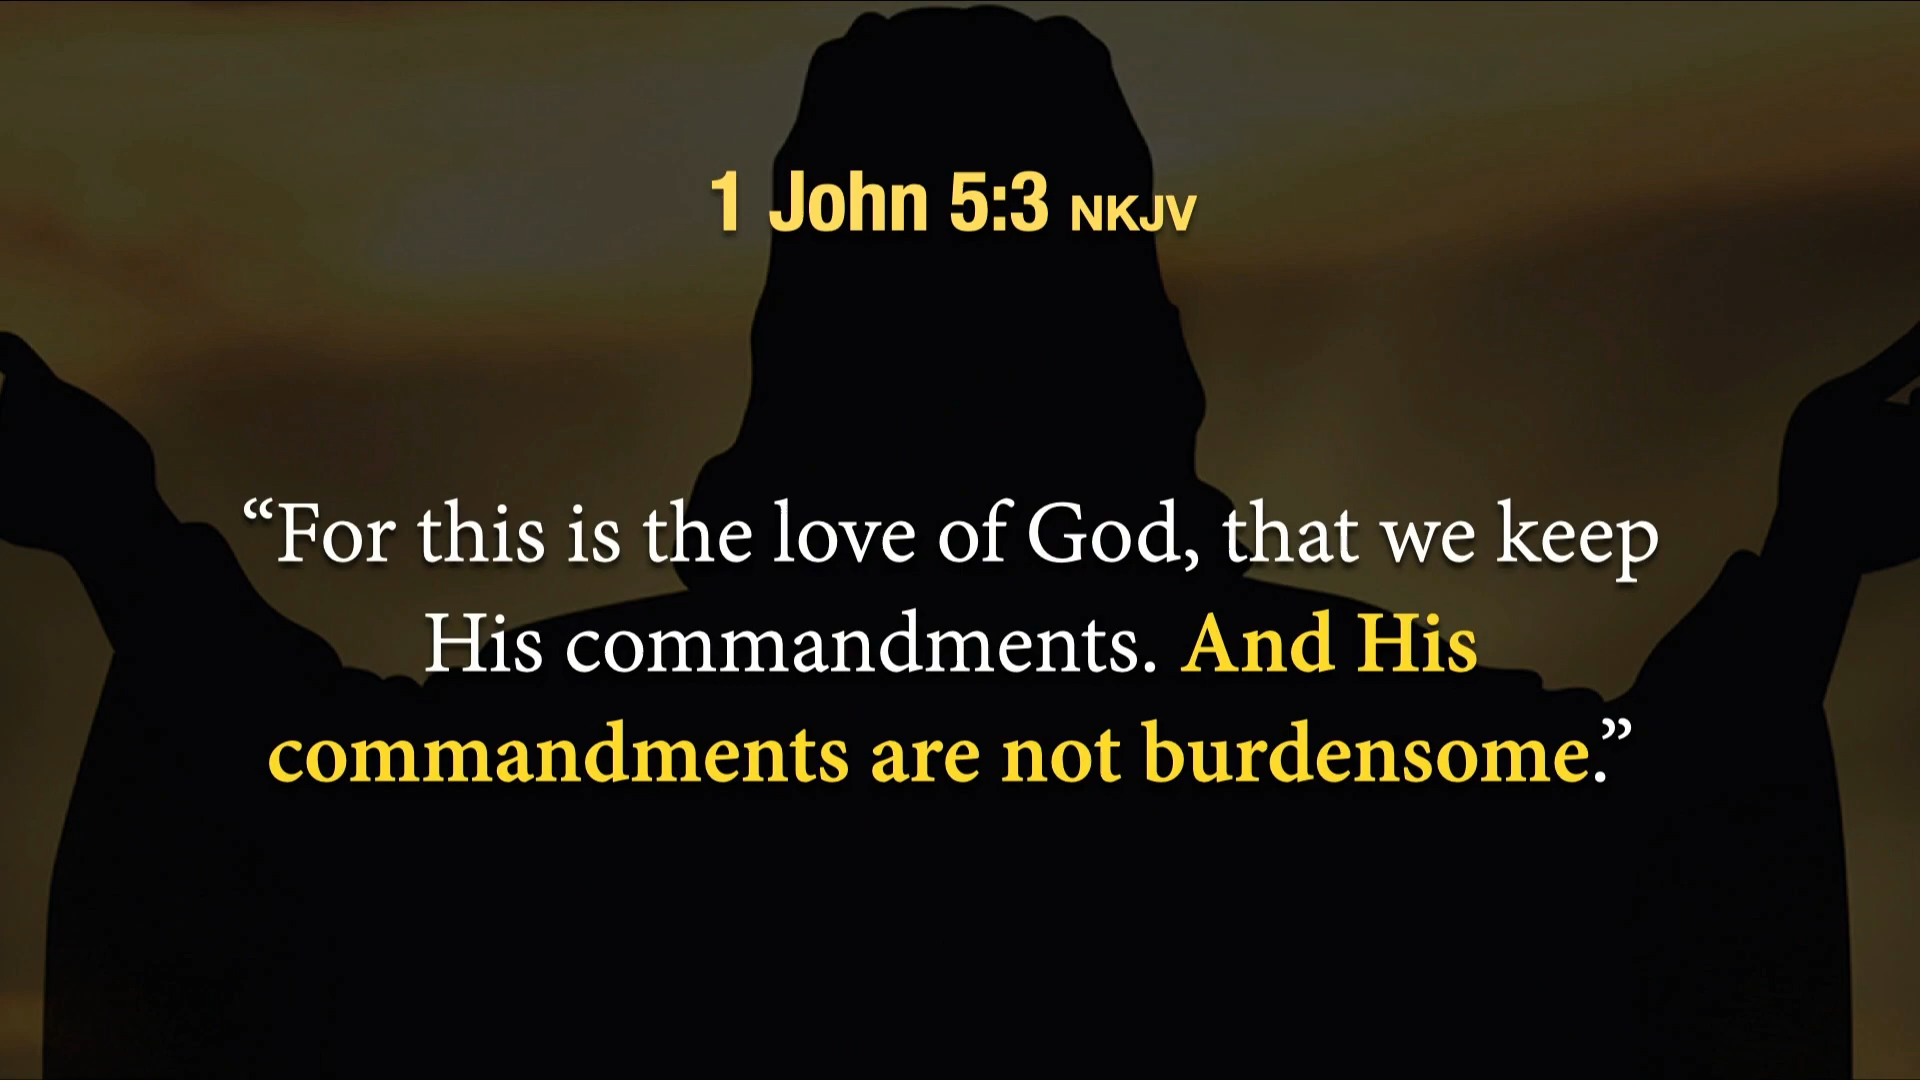 1 John 5:3 NKJV
“For this is the love of God, that we keep
His commandments. And His
commandments are not burdensome.”